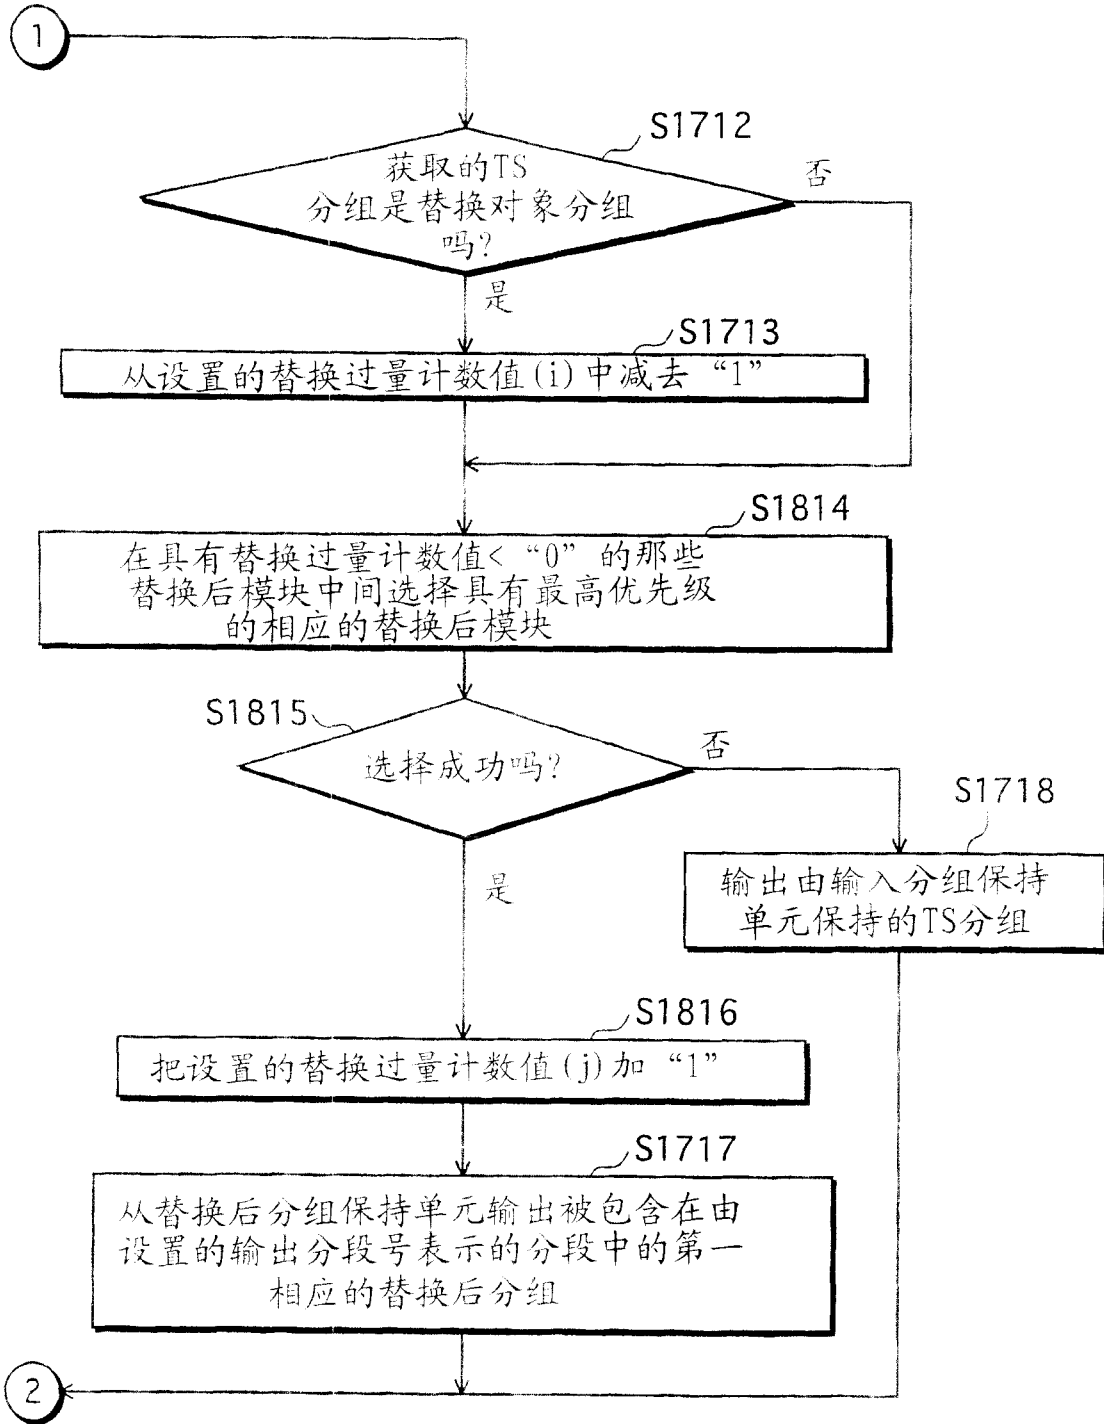 1
S1712
获取的TS
分组是替换对象分组
吗?
否
是
S1713
从设置的替换过量计数值(i)中减去“1”
S1814
在具有替换过量计数值<“0”的那些
替换后模块中间选择具有最高优先级
的相应的替换后模块
S1815
选择成功吗?
否
S1718
输出由输入分组保持
单元保持的TS分组
是
S1816
把设置的替换过量计数值(j)加“1”
S1717
从替换后分组保持单元输出被包含在由
设置的输出分段号表示的分段中的第一
相应的替换后分组
2